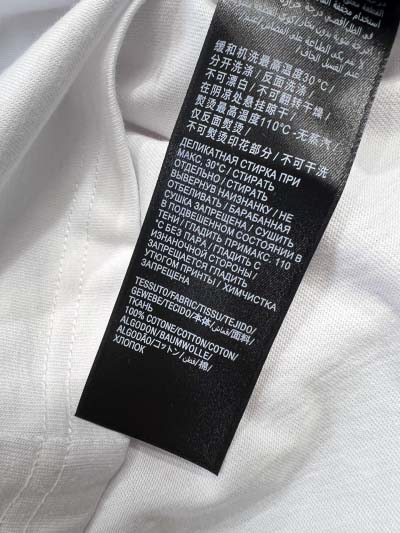 缓和机洗最高温度30°C/
分开洗涤/反面洗涤/
不可漂白/不可翻转干燥/
在阴凉处悬挂晾干/
熨烫最高温度110°C-无蒸汽/
仅反面熨烫/
不可熨烫印花部分/不可干洗
ДЕЛИКАТНАЯ СТИРКА ПРИ
МАКС. 30°C / СТИРАТЬ
ОТДЕЛЬНО / СТИРАТЬ
ВЫВЕРНУВ НАИЗНАНКУ / НЕ
ОТБЕЛИВАТЬ / БАРАБАННАЯ
СУШКА ЗАПРЕЩЕНА / СУШИТЬ
В ПОДВЕШЕННОМ СОСТОЯНИИ В
ТЕНИ / ГЛАДИТЬ ПРИМАКС. 110
°C БЕЗ ПАРА / ГЛАДИТЬ С
ИЗНАНОЧНОЙ СТОРОНЫ /
ЗАПРЕЩАЕТСЯ ГЛАДИТЬ
УТЮГОМ ПРИНТЫ / ХИМЧИСТКА
ЗАПРЕЩЕНА
TESSUTO/FABRIC/TISSU/TEJIDO/
GEWEBE/TECIDO/本体/قماش/面料/
ТКАНЬ
100% COTONE/COTTON/COTON/
ALGODON/BAUMWOLLE/
ALGODÃO/コットン/قطن/棉/
ХЛОПОК